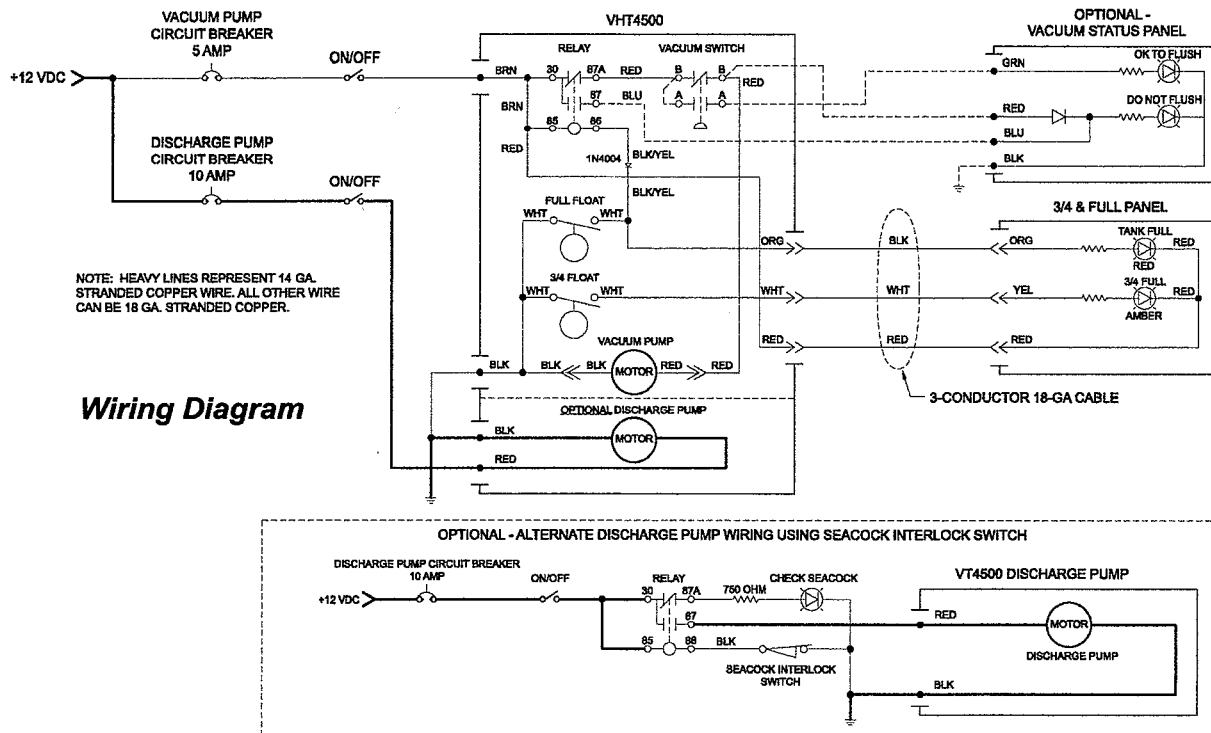 VACUUM PUMP
CIRCUIT BREAKER
5 AMP
ON/OFF
+12 VDC
DISCHARGE PUMP
CIRCUIT BREAKER
10 AMP
ON/OFF
NOTE: HEAVY LINES REPRESENT 14 GA.
STRANDED COPPER WIRE. ALL OTHER WIRE
CAN BE 18 GA. STRANDED COPPER.
Wiring Diagram
VHT4500
RELAY
VACUUM SWITCH
BRN
30
87A
RED
B
B
RED
BRN
87
BLU
A
A
85
86
RED
BLK/YEL
1N4004
BLK/YEL
FULL FLOAT
WHT
WHT
ORG
3/4 FLOAT
WHT
WHT
WHT
RED
VACUUM PUMP
BLK
BLK
BLK
MOTOR
RED
RED
OPTIONAL DISCHARGE PUMP
BLK
MOTOR
RED
OPTIONAL -
VACUUM STATUS PANEL
GRN
OK TO FLUSH
RED
DO NOT FLUSH
BLU
BLK
3/4 & FULL PANEL
BLK
ORG
TANK FULL
RED
RED
WHT
YEL
3/4 FULL
RED
AMBER
RED
RED
3-CONDUCTOR 18-GA CABLE
OPTIONAL - ALTERNATE DISCHARGE PUMP WIRING USING SEACOCK INTERLOCK SWITCH
DISCHARGE PUMP CIRCUIT BREAKER
10 AMP
ON/OFF
+12 VDC
RELAY
30
87A
750 OHM
CHECK SEACOCK
87
85
86
BLK
SEACOCK INTERLOCK
SWITCH
VT4500 DISCHARGE PUMP
RED
MOTOR
DISCHARGE PUMP
BLK